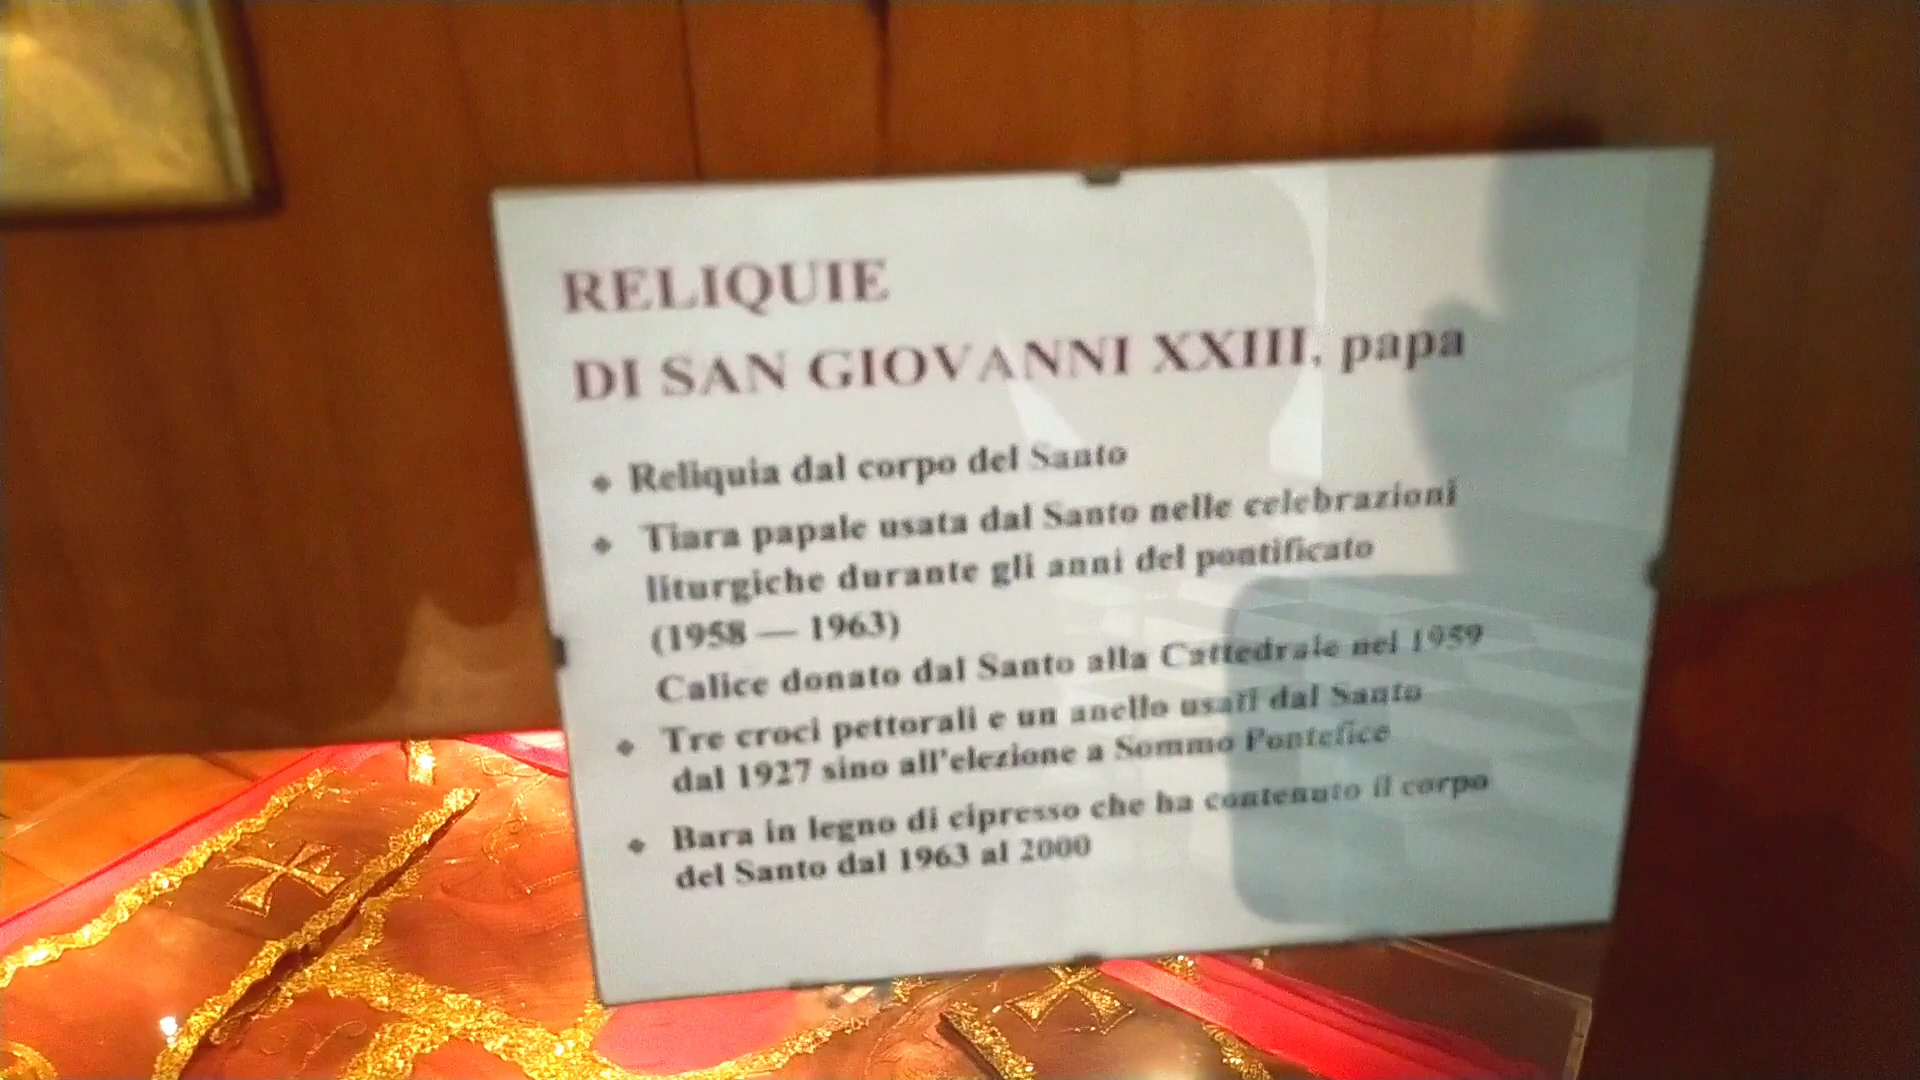 RELIQUIE
DI SAN GIOVANNI XXIII, papa
❖ Reliquia dal corpo del Santo
❖ Tiara papale usata dal Santo nelle celebrazioni
liturgiche durante gli anni del pontificato
(1958 — 1963)
Calice donato dal Santo alla Cattedrale nel 1959
❖ Tre croci pettorali e un anello usati dal Santo
dal 1927 sino all'elezione a Sommo Pontefice
❖ Bara in legno di cipresso che ha contenuto il corpo
del Santo dal 1963 al 2000